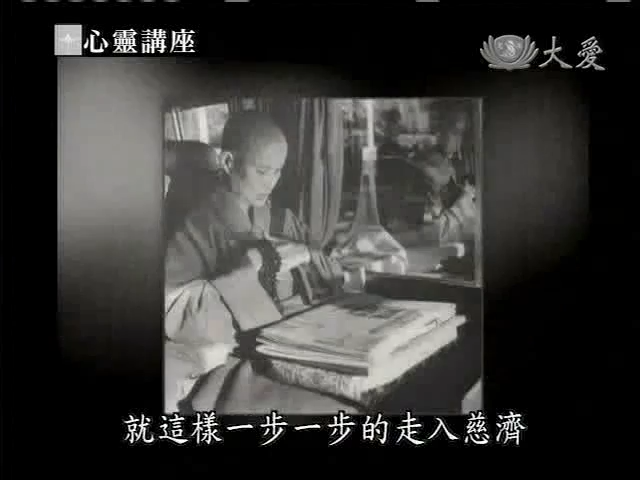 心靈講座
大愛
就這樣一步一步的走入慈濟